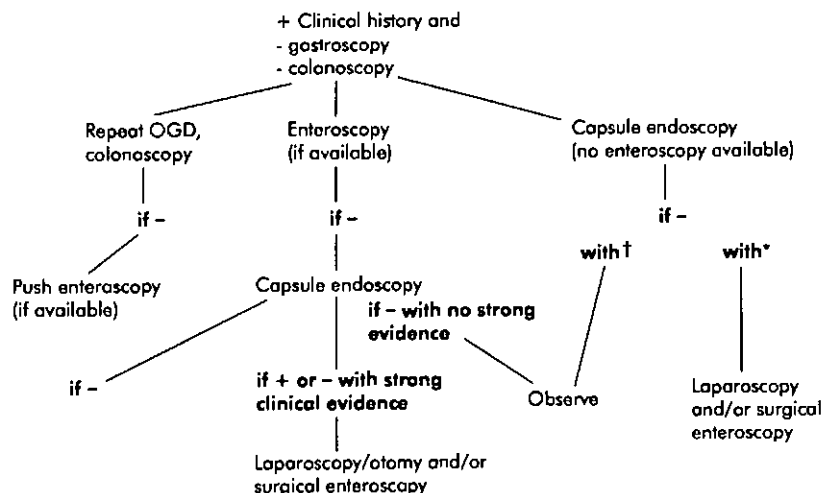 + Clinical history and
- gastroscopy
- colonoscopy
Repeat OGD,
colonoscopy
Enteroscopy
(if available)
Capsule endoscopy
(no enteroscopy available)
if –
if –
if –
with†
with*
Push enteroscopy
(if available)
Capsule endoscopy
if – with no strong
evidence
if –
if + or – with strong
clinical evidence
Observe
Laparoscopy
and/or surgical
enteroscopy
Laparoscopy/otomy and/or
surgical enteroscopy